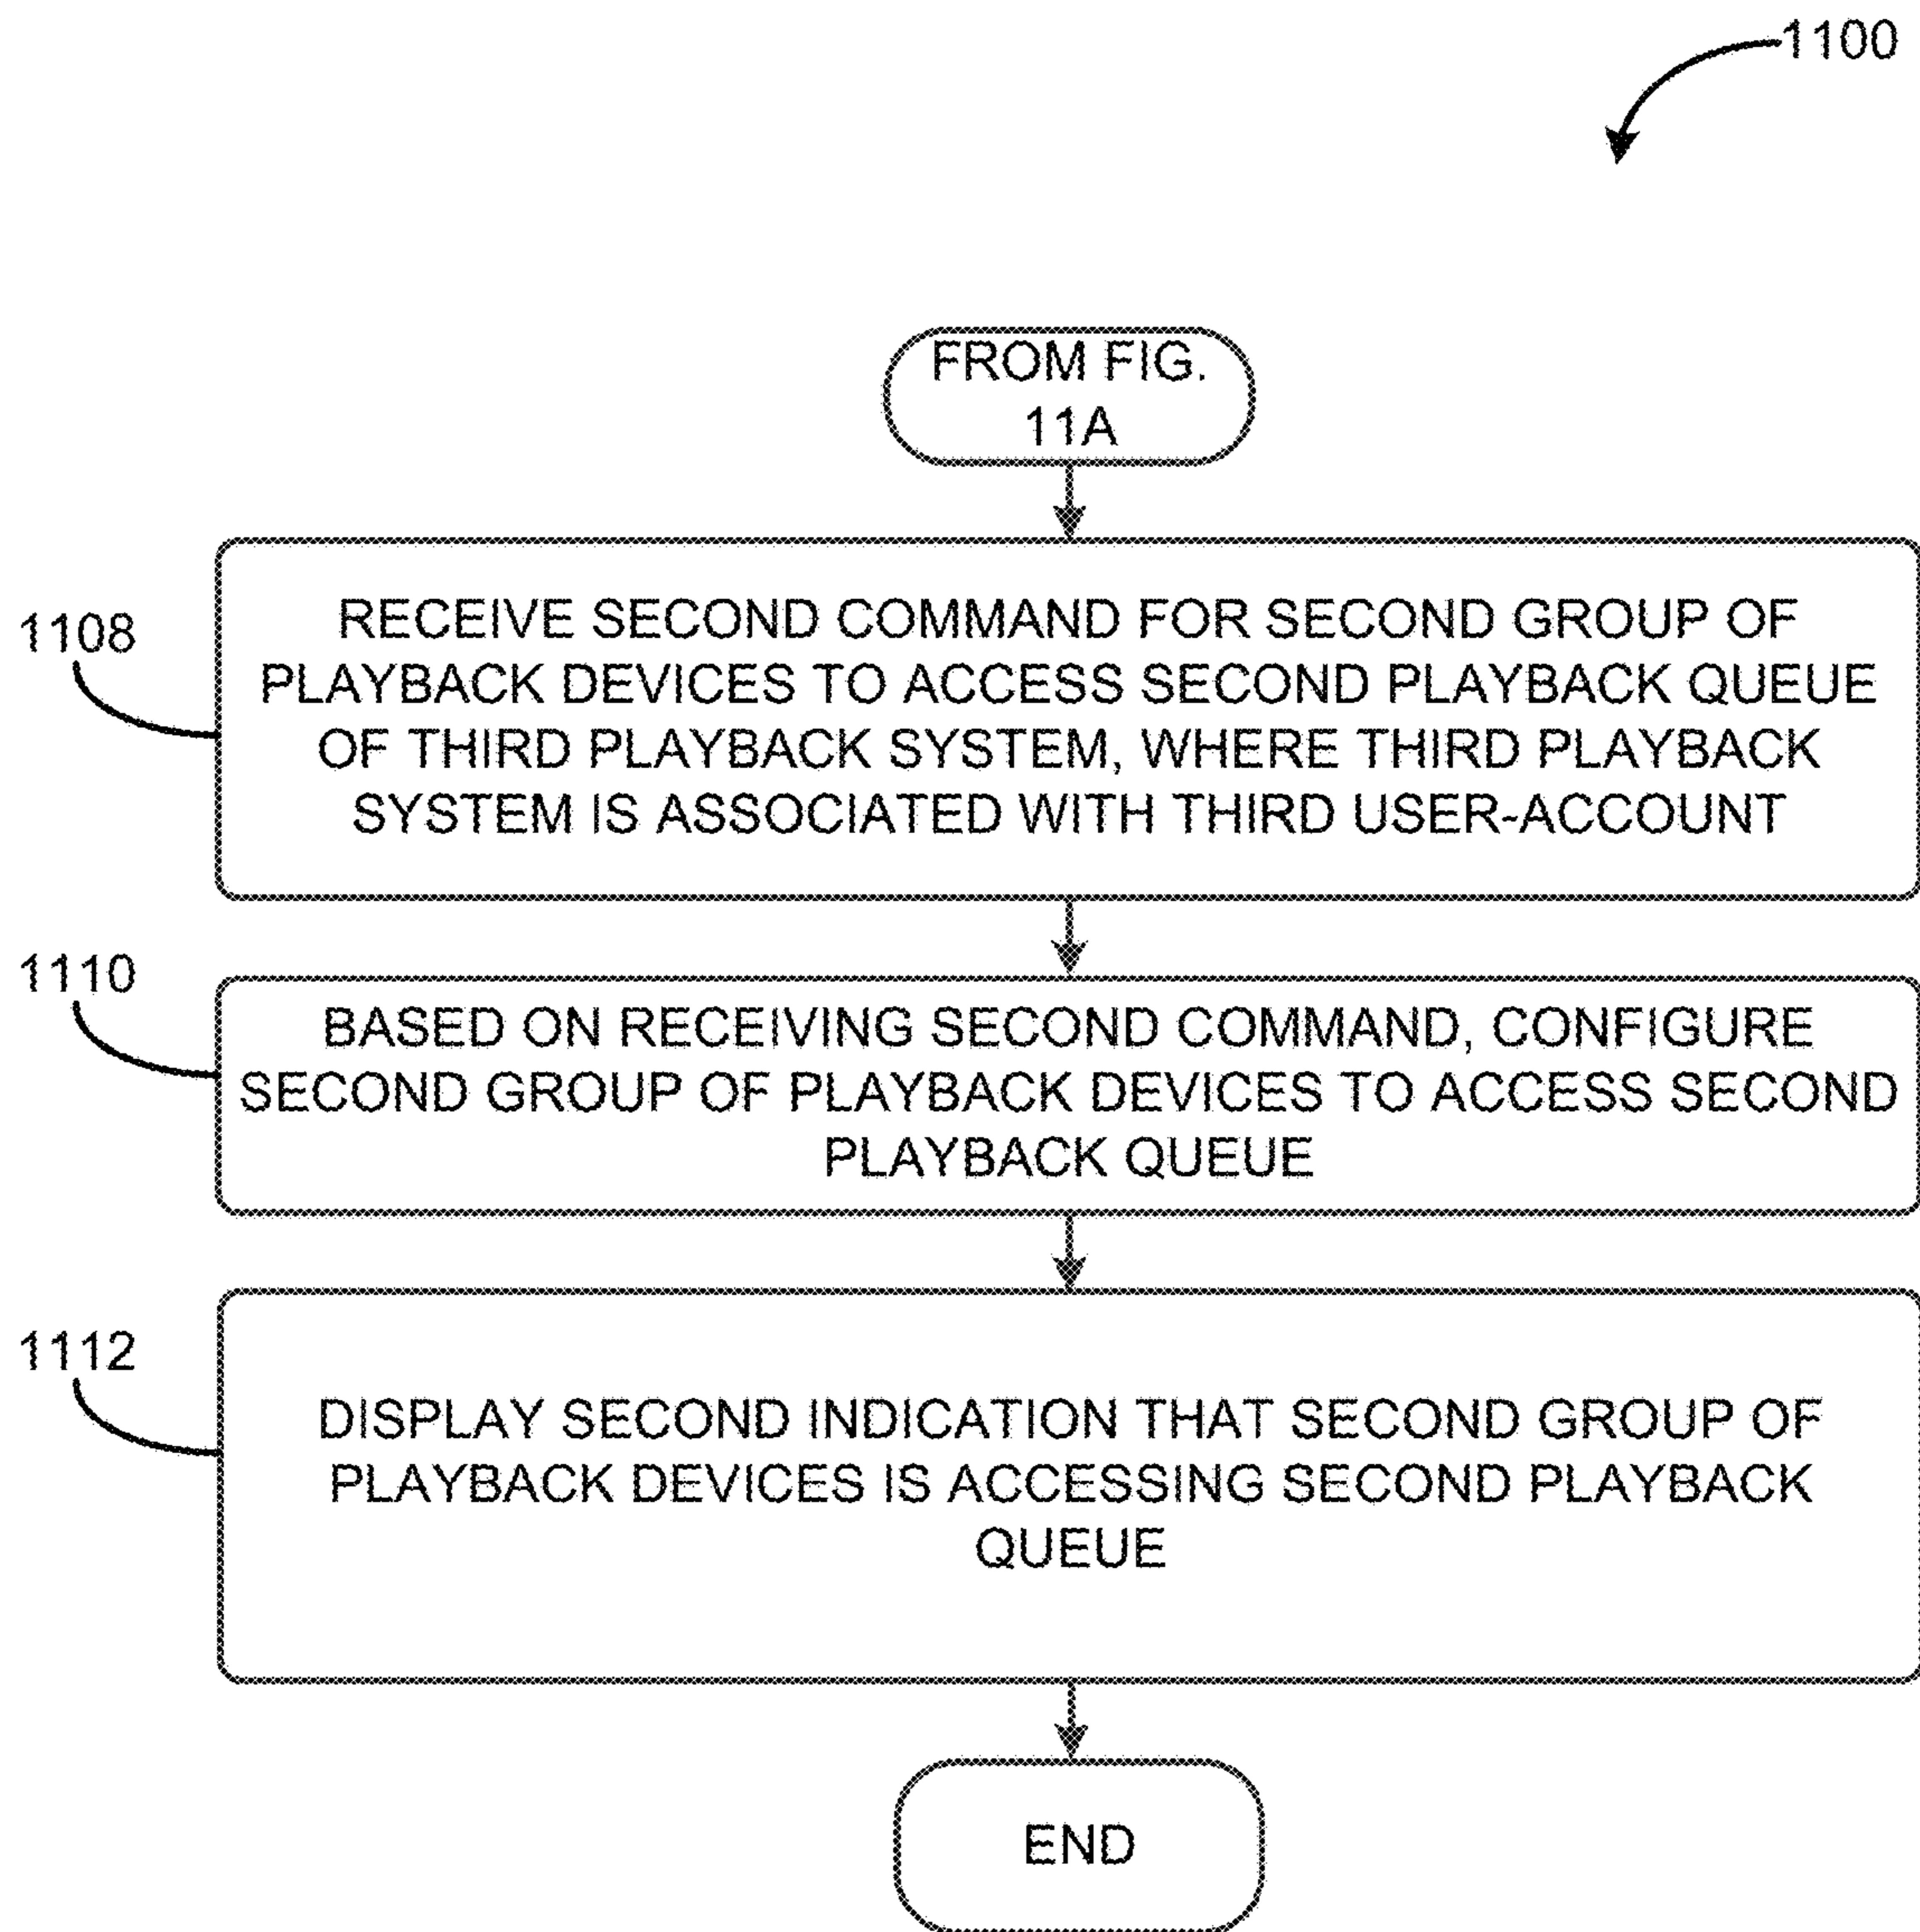 1100
FROM FIG.
11A
1108
RECEIVE SECOND COMMAND FOR SECOND GROUP OF
PLAYBACK DEVICES TO ACCESS SECOND PLAYBACK QUEUE
OF THIRD PLAYBACK SYSTEM, WHERE THIRD PLAYBACK
SYSTEM IS ASSOCIATED WITH THIRD USER-ACCOUNT
1110
BASED ON RECEIVING SECOND COMMAND, CONFIGURE
SECOND GROUP OF PLAYBACK DEVICES TO ACCESS SECOND
PLAYBACK QUEUE
1112
DISPLAY SECOND INDICATION THAT SECOND GROUP OF
PLAYBACK DEVICES IS ACCESSING SECOND PLAYBACK
QUEUE
END